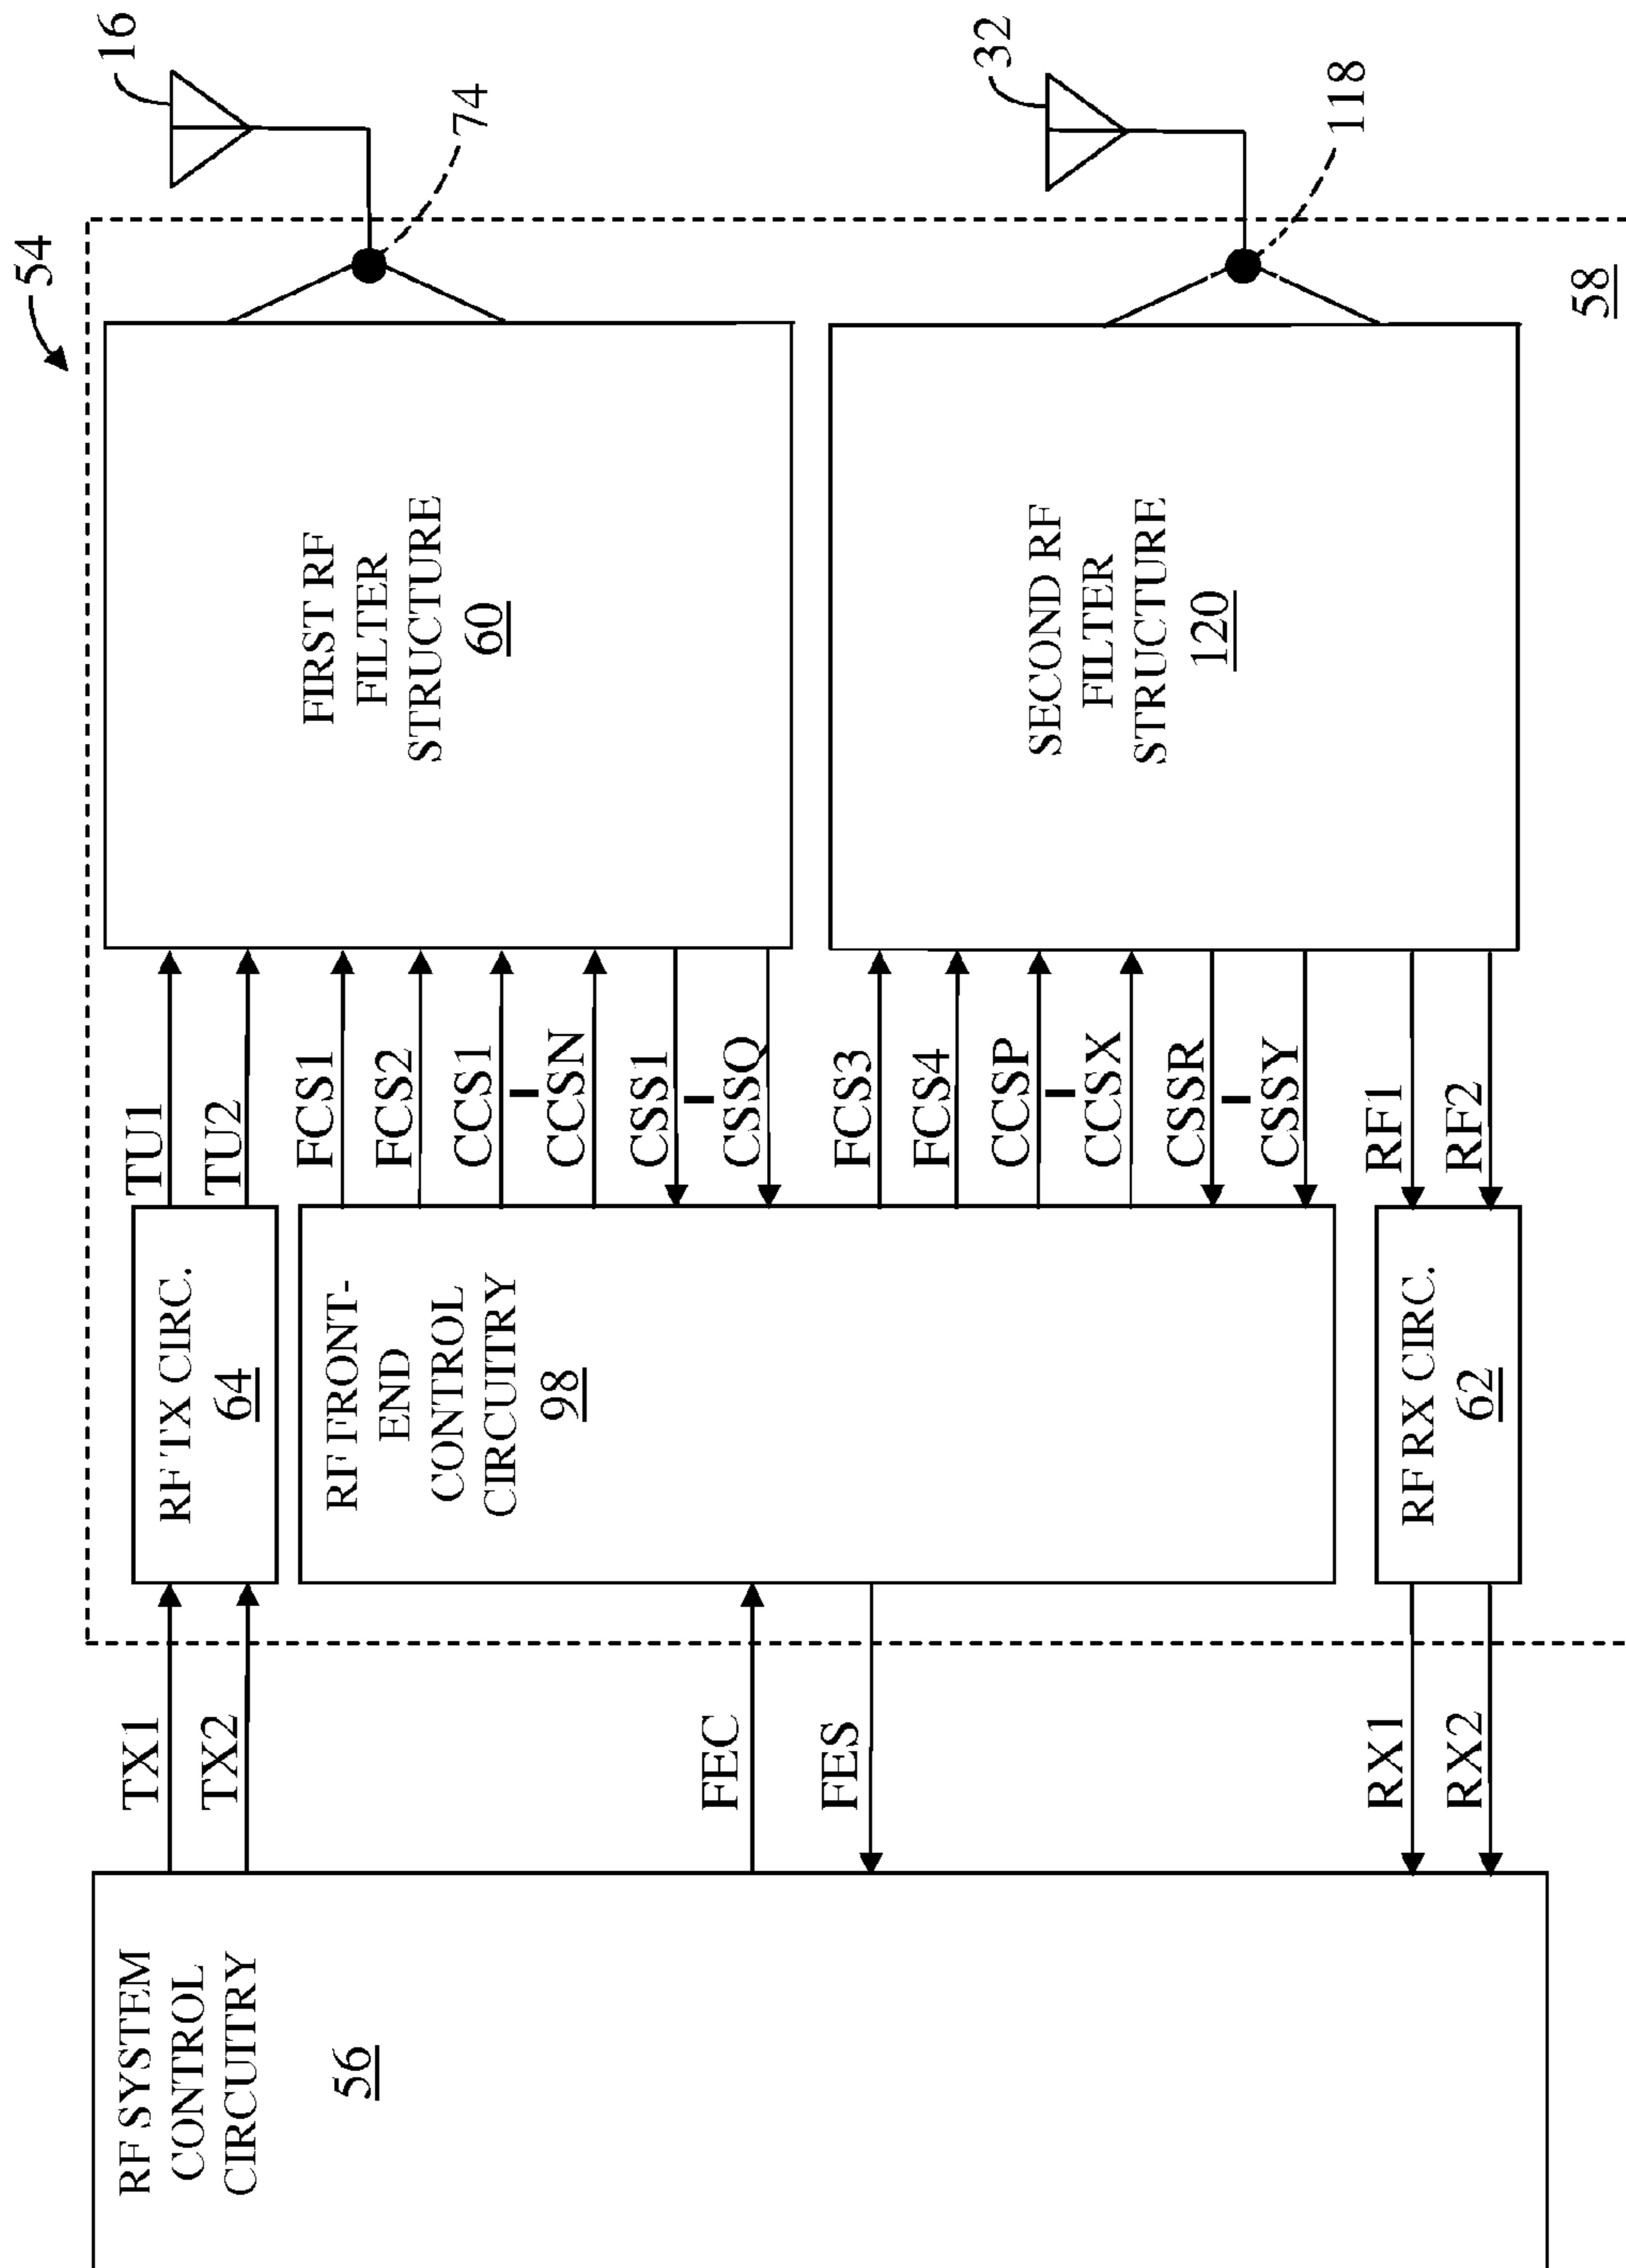 54
RF SYSTEM
CONTROL
CIRCUITRY
56
TX1
TX2
FEC
FES
RX1
RX2
RF TX CIRC.
64
RF FRONT-
END
CONTROL
CIRCUITRY
98
RF RX CIRC.
62
TU1
TU2
FCS1
FCS2
CCS1
–
CCSN
CSS1
–
CSSQ
FCS3
FCS4
CCSP
–
CCSX
CSSR
–
CSSY
RF1
RF2
FIRST RF
FILTER
STRUCTURE
60
SECOND RF
FILTER
STRUCTURE
120
16
74
32
118
58